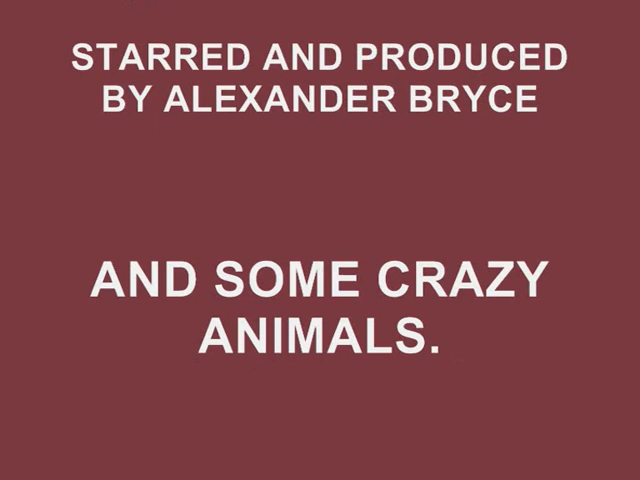 STARRED AND PRODUCED
BY ALEXANDER BRYCE
AND SOME CRAZY
ANIMALS.